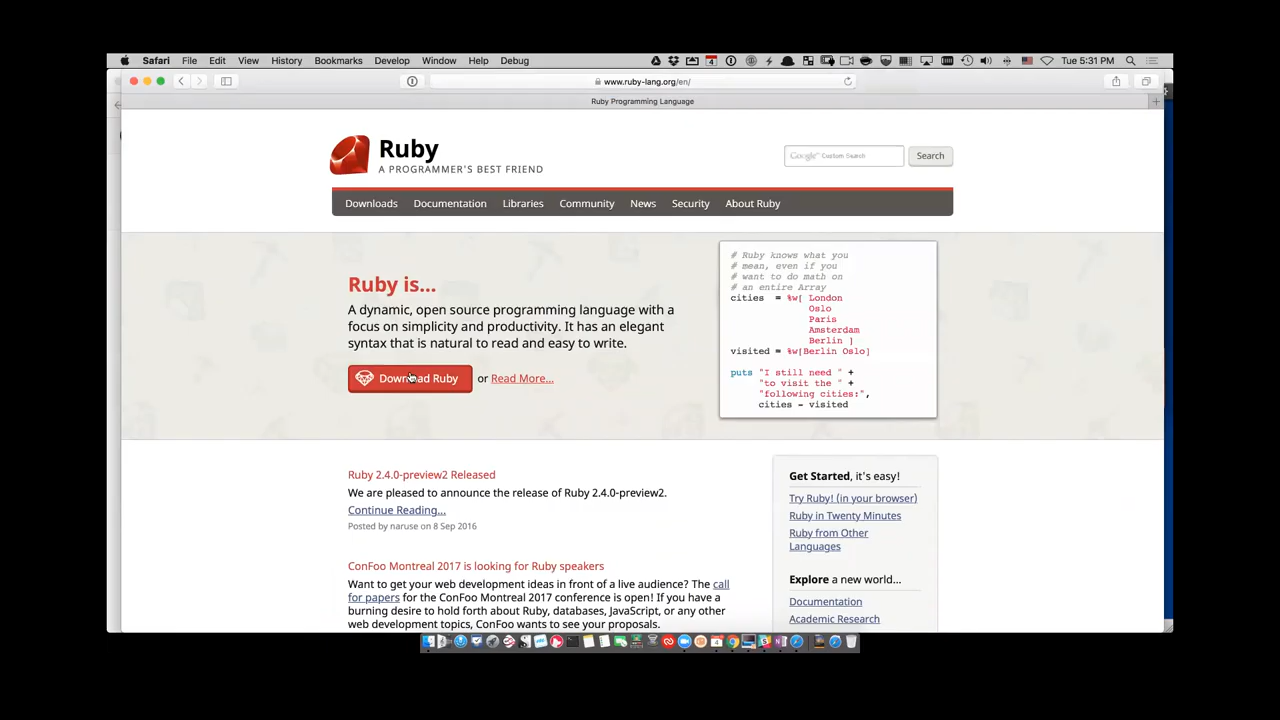 Safari File Edit View History Bookmarks Develop Window Help Debug
4
Tue 5:31 PM
www.ruby-lang.org/en/
Ruby Programming Language
Ruby
A PROGRAMMER'S BEST FRIEND
Google™ Custom Search
Search
Downloads Documentation Libraries Community News Security About Ruby
Ruby is...
A dynamic, open source programming language with a
focus on simplicity and productivity. It has an elegant
syntax that is natural to read and easy to write.
Download Ruby or Read More...
# Ruby knows what you
# mean, even if you
# want to do math on
# an entire Array
cities = %w[ London
Oslo
Paris
Amsterdam
Berlin ]
visited = %w[Berlin Oslo]
puts "I still need " +
"to visit the " +
"following cities:",
cities - visited
Ruby 2.4.0-preview2 Released
We are pleased to announce the release of Ruby 2.4.0-preview2.
Continue Reading...
Posted by naruse on 8 Sep 2016
ConFoo Montreal 2017 is looking for Ruby speakers
Want to get your web development ideas in front of a live audience? The call
for papers for the ConFoo Montreal 2017 conference is open! If you have a
burning desire to hold forth about Ruby, databases, JavaScript, or any other
web development topics, ConFoo wants to see your proposals.
Get Started, it's easy!
Try Ruby! (in your browser)
Ruby in Twenty Minutes
Ruby from Other
Languages
Explore a new world...
Documentation
Academic Research